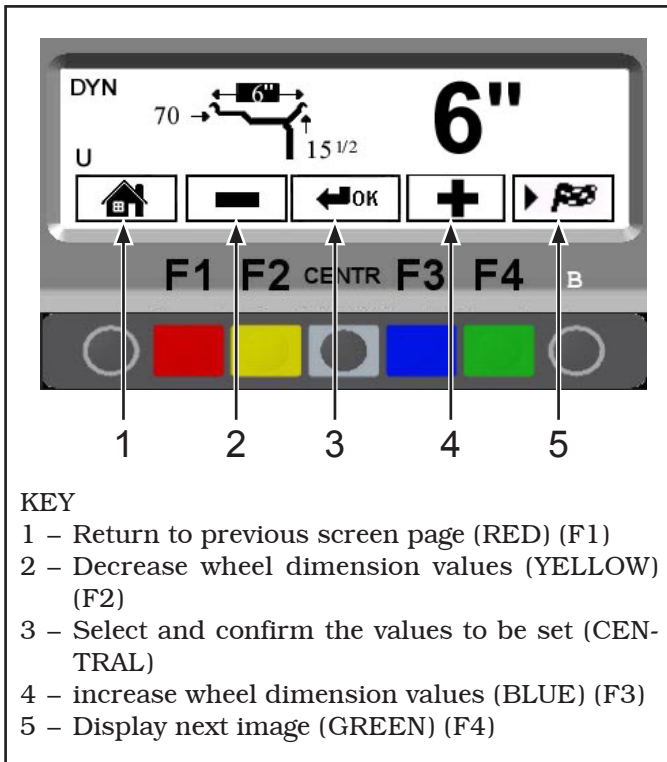 DYN
6"
6"
70
15 1/2
U
OK
F1 F2 CENTR F3 F4 B
1 2 3 4 5
KEY
1 – Return to previous screen page (RED) (F1)
2 – Decrease wheel dimension values (YELLOW)
(F2)
3 – Select and confirm the values to be set (CEN-
TRAL)
4 – increase wheel dimension values (BLUE) (F3)
5 – Display next image (GREEN) (F4)